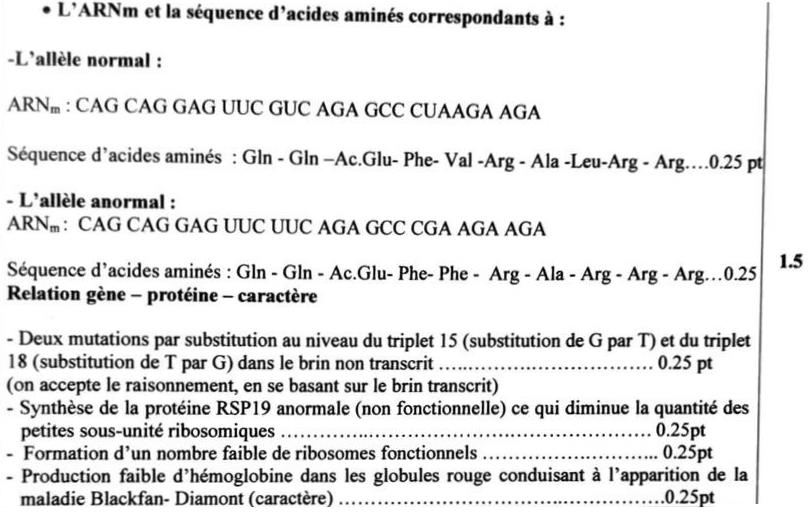 • L'ARNm et la séquence d'acides aminés correspondants à :
-L'allèle normal :
ARNm : CAG CAG GAG UUC GUC AGA GCC CUAAGA AGA
Séquence d'acides aminés : Gln - Gln –Ac.Glu- Phe- Val -Arg - Ala -Leu-Arg - Arg....0.25 pt
- L'allèle anormal :
ARNm : CAG CAG GAG UUC UUC AGA GCC CGA AGA AGA
Séquence d'acides aminés : Gln - Gln - Ac.Glu- Phe- Phe - Arg - Ala - Arg - Arg - Arg...0.25
1.5
Relation gène – protéine – caractère
- Deux mutations par substitution au niveau du triplet 15 (substitution de G par T) et du triplet
18 (substitution de T par G) dans le brin non transcrit ...................................... 0.25 pt
(on accepte le raisonnement, en se basant sur le brin transcrit)
- Synthèse de la protéine RSP19 anormale (non fonctionnelle) ce qui diminue la quantité des
petites sous-unité ribosomiques ................................................................ 0.25pt
- Formation d'un nombre faible de ribosomes fonctionnels ............................... 0.25pt
- Production faible d'hémoglobine dans les globules rouge conduisant à l'apparition de la
maladie Blackfan- Diamont (caractère) .........................................................0.25pt